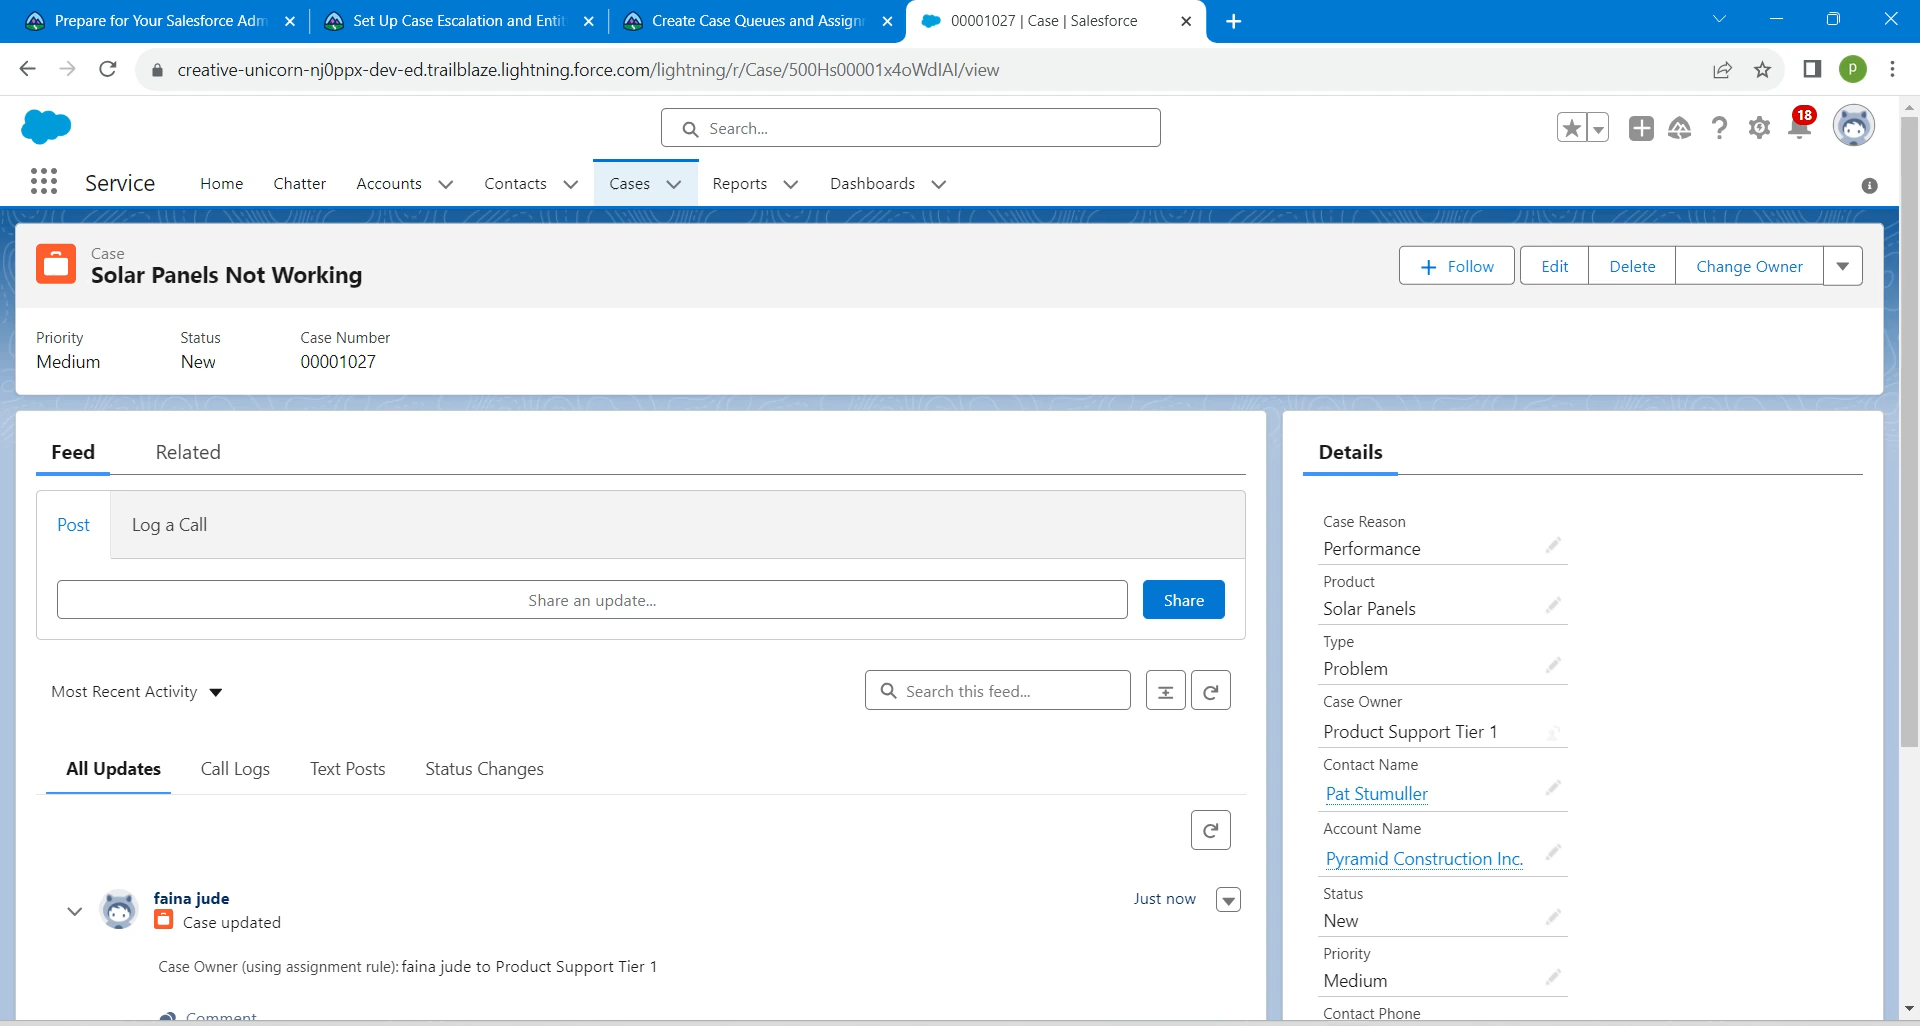 Prepare for Your Salesforce Adm
Set Up Case Escalation and Entit
Create Case Queues and Assignr
00001027 | Case | Salesforce
creative-unicorn-nj0ppx-dev-ed.trailblaze.lightning.force.com/lightning/r/Case/500Hs00001x4oWdIAI/view
p
Search...
18
Service
Home
Chatter
Accounts
Contacts
Cases
Reports
Dashboards
Case
Solar Panels Not Working
Follow
Edit
Delete
Change Owner
Priority
Medium
Status
New
Case Number
00001027
Feed
Related
Post
Log a Call
Share an update...
Share
Most Recent Activity
Search this feed...
All Updates
Call Logs
Text Posts
Status Changes
faina jude
Case updated
Just now
Case Owner (using assignment rule): faina jude to Product Support Tier 1
Comment
Details
Case Reason
Performance
Product
Solar Panels
Type
Problem
Case Owner
Product Support Tier 1
Contact Name
Pat Stumuller
Account Name
Pyramid Construction Inc.
Status
New
Priority
Medium
Contact Phone